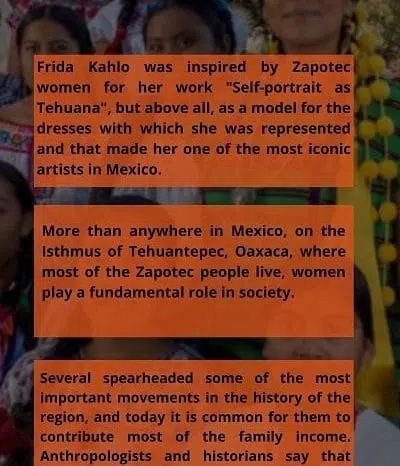 Frida Kahlo was inspired by Zapotec
women for her work "Self-portrait as
Tehuana", but above all, as a model for the
dresses with which she was represented
and that made her one of the most iconic
artists in Mexico.
More than anywhere in Mexico, on the
Isthmus of Tehuantepec, Oaxaca, where
most of the Zapotec people live, women
play a fundamental role in society.
Several spearheaded some of the most
important movements in the history of the
region, and today it is common for them to
contribute most of the family income.
Anthropologists and historians say that